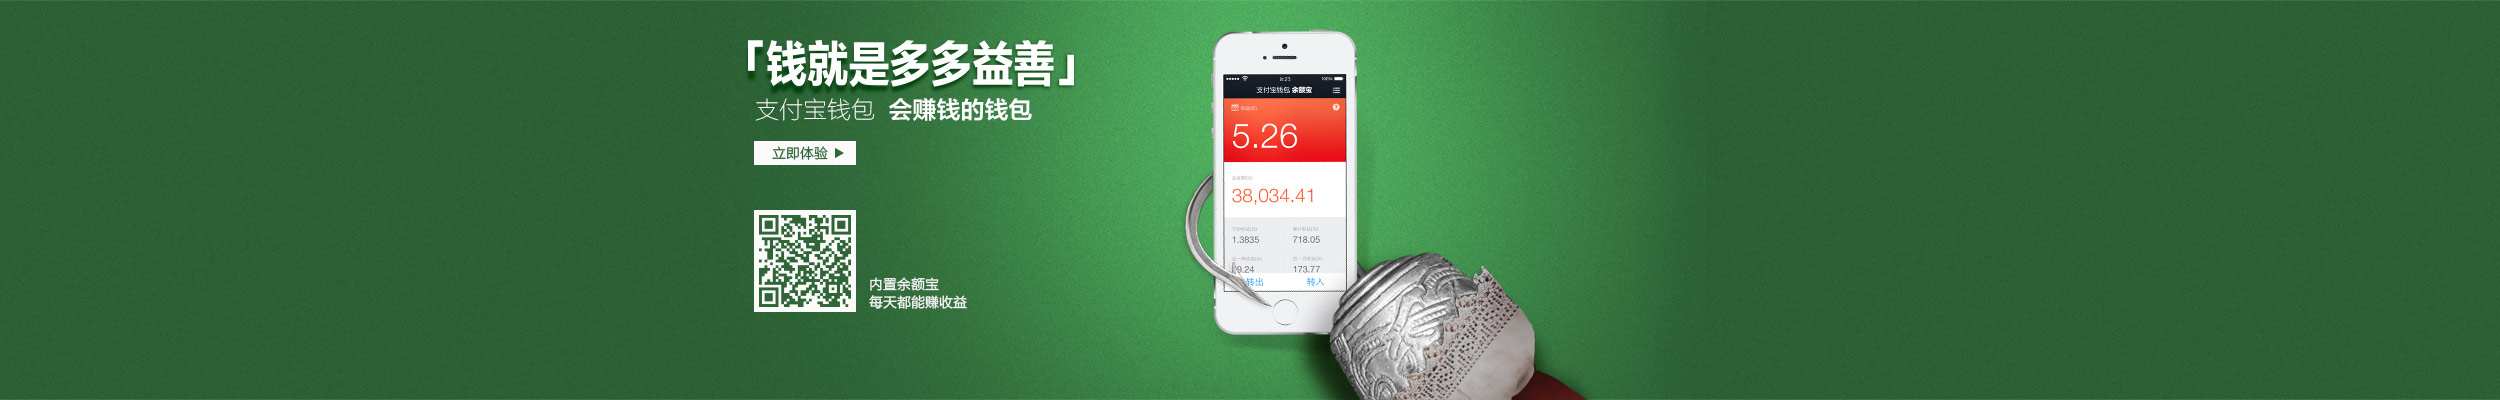 「钱就是多多益善」
支付宝钱包 会赚钱的钱包
立即体验
内置余额宝
每天都能赚收益
8:23 100%
支付宝钱包 余额宝
5.26
38,034.41
1.3835 718.05
9.24 173.77
转出 转入